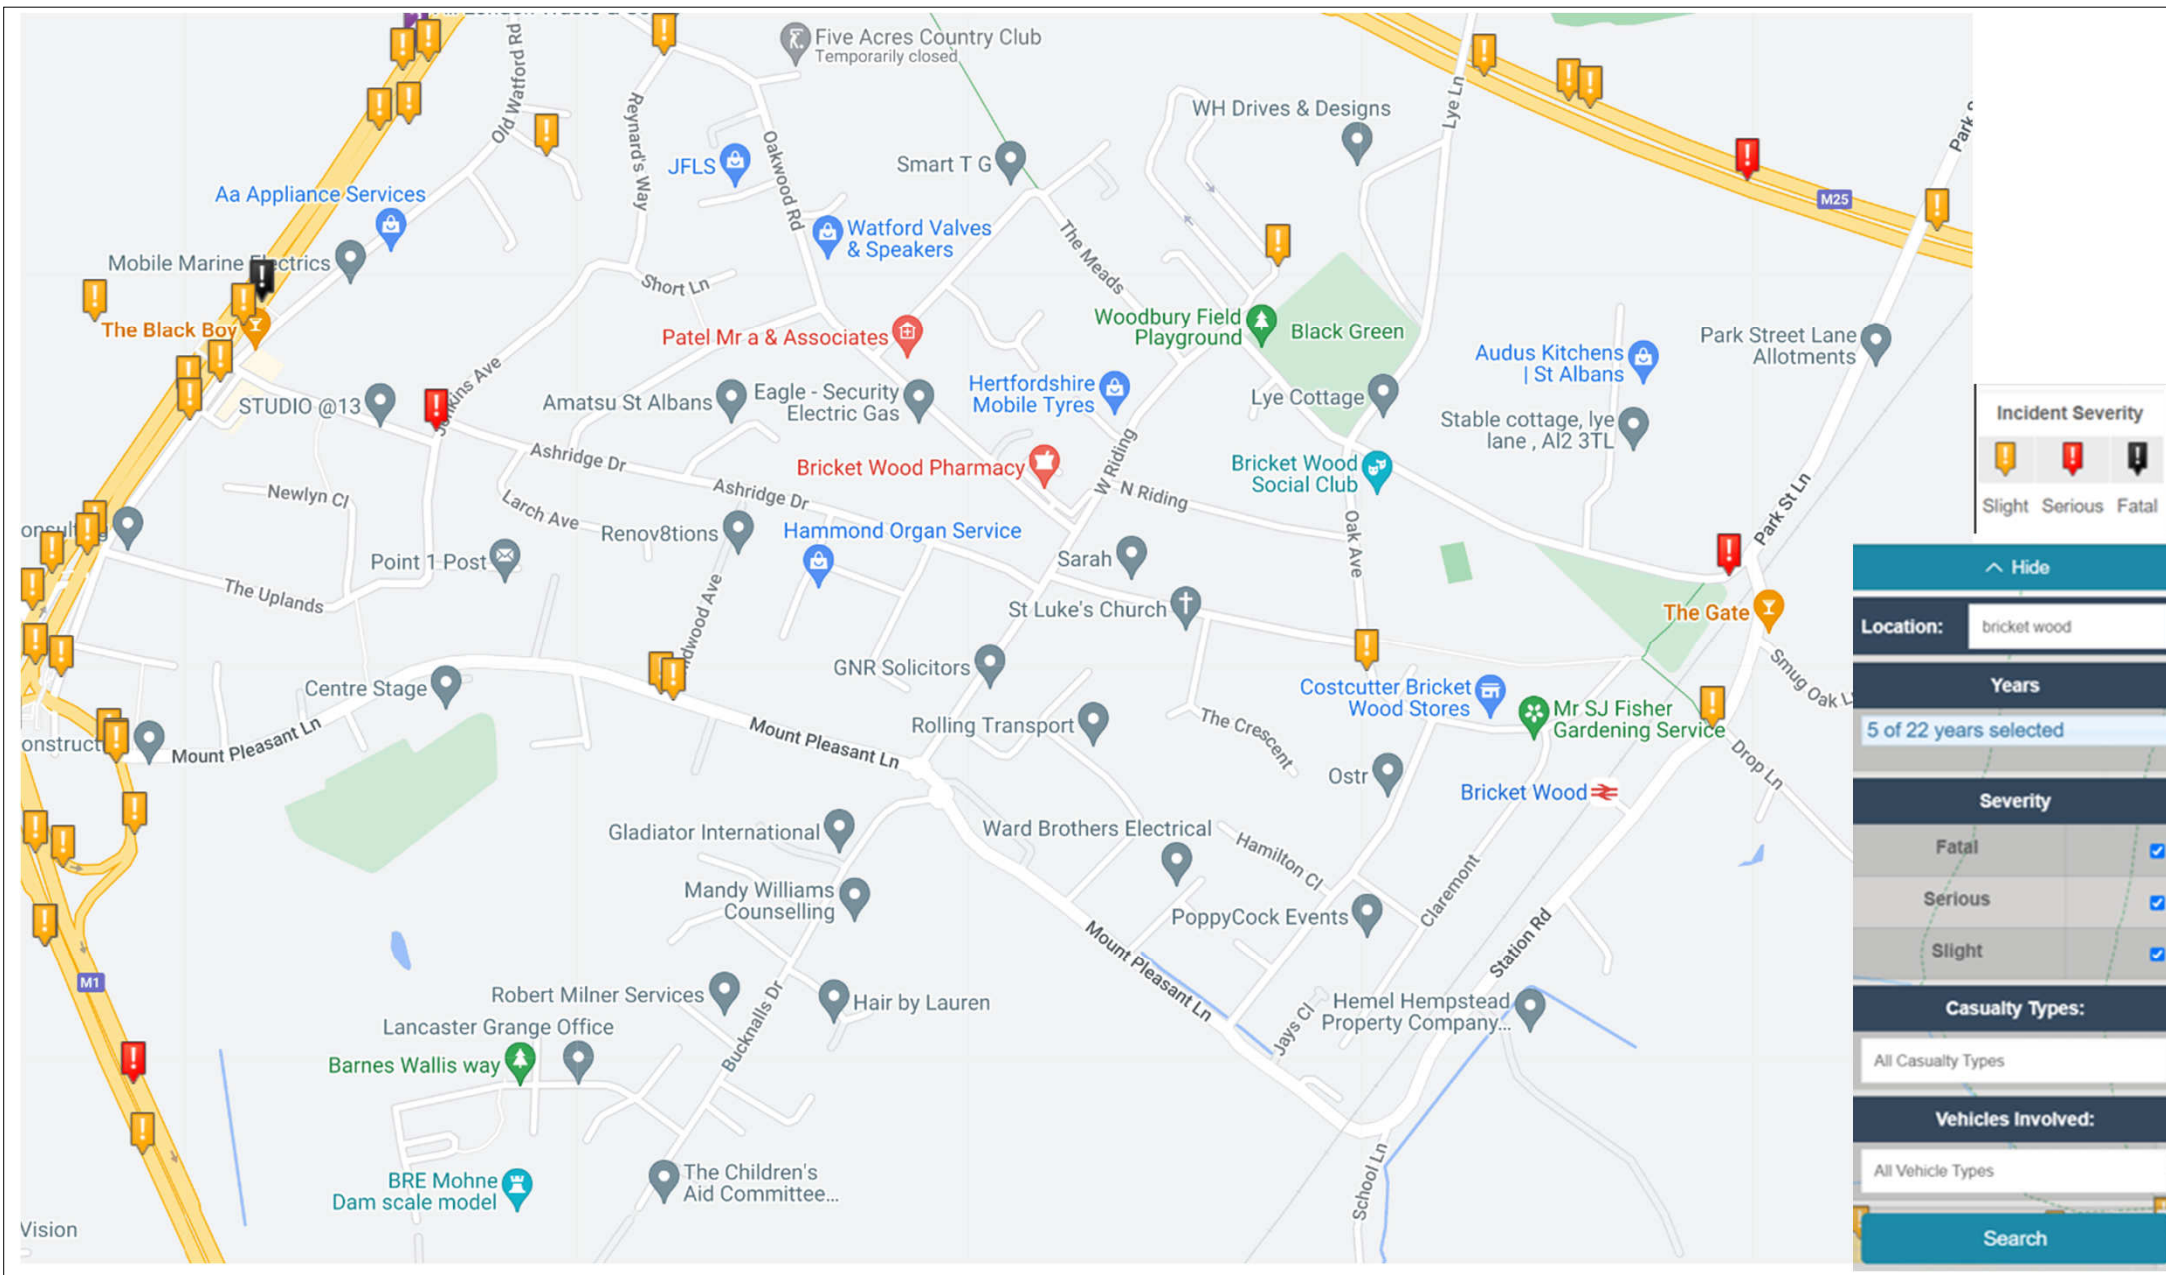 Five Acres Country Club
Temporarily closed
Old Watford Rd
Reynard's Way
Oakwood Rd
JFLS
Smart T G
WH Drives & Designs
Lye Ln
M25
Aa Appliance Services
Watford Valves
& Speakers
The Meads
Mobile Marine Electrics
Short Ln
The Black Boy
Patel Mr a & Associates
Woodbury Field
Playground
Black Green
Park Street Lane
Allotments
Audus Kitchens
| St Albans
STUDIO @13
Amatsu St Albans
Eagle - Security
Electric Gas
Hertfordshire
Mobile Tyres
Lye Cottage
Stable cottage, lye
lane , Al2 3TL
Ashridge Dr
Bricket Wood Pharmacy
W Riding
Bricket Wood
Social Club
N Riding
Newlyn Cl
Larch Ave
Ashridge Dr
Renov8tions
Hammond Organ Service
Oak Ave
Park St Ln
Point 1 Post
Sarah
The Uplands
St Luke's Church
The Gate
GNR Solicitors
Centre Stage
Smug Oak L
Costcutter Bricket
Wood Stores
Mr SJ Fisher
Gardening Service
Rolling Transport
The Crescent
Mount Pleasant Ln
Mount Pleasant Ln
Drop Ln
Ostr
Bricket Wood
Gladiator International
Ward Brothers Electrical
Hamilton Cl
Mandy Williams
Counselling
PoppyCock Events
Claremont
Mount Pleasant Ln
Station Rd
M1
Robert Milner Services
Hair by Lauren
Bucknalls Dr
Jays Cl
Hemel Hempstead
Property Company...
Lancaster Grange Office
Barnes Wallis way
BRE Mohne
Dam scale model
The Children's
Aid Committee...
School Ln
Vision
Incident Severity
Slight Serious Fatal
Hide
Location: bricket wood
Years
5 of 22 years selected
Severity
Fatal
Serious
Slight
Casualty Types:
All Casualty Types
Vehicles Involved:
All Vehicle Types
Search